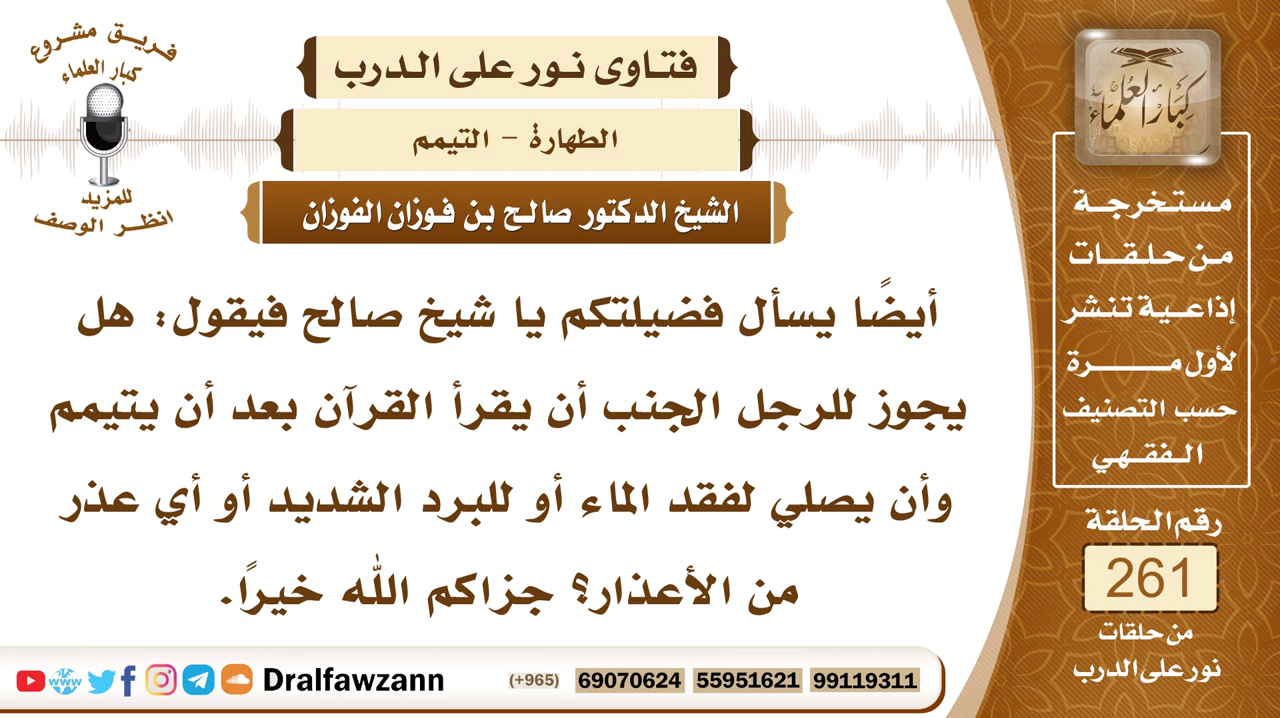 فريق مشروع
كبار العلماء
للمزيد
انظر الوصف
فتاوى نور على الدرب
الطهارة - التيمم
الشيخ الدكتور صالح بن فوزان الفوزان
أيضًا يسأل فضيلتكم يا شيخ صالح فيقول: هل
يجوز للرجل الجنب أن يقرأ القرآن بعد أن يتيمم
وأن يصلي لفقد الماء أو للبرد الشديد أو أي عذر
من الأعذار؟ جزاكم الله خيرًا.
كبار العلماء
مستخرجة
من حلقات
إذاعية تنشر
لأول مرة
حسب التصنيف
الفقهي
رقم الحلقة
261
من حلقات
نور على الدرب
www Dralfawzann (+965) 69070624 55951621 99119311